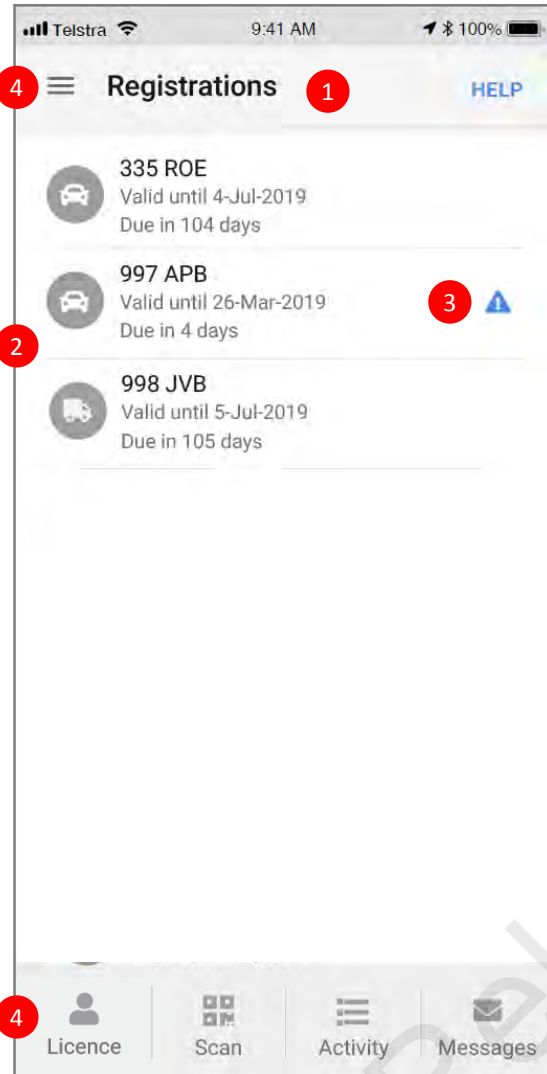 Telstra 9:41 AM 100%
4 Registrations 1 HELP
335 ROE
Valid until 4-Jul-2019
Due in 104 days
997 APB
Valid until 26-Mar-2019 3
Due in 4 days
2
998 JVB
Valid until 5-Jul-2019
Due in 105 days
4
Licence Scan Activity Messages